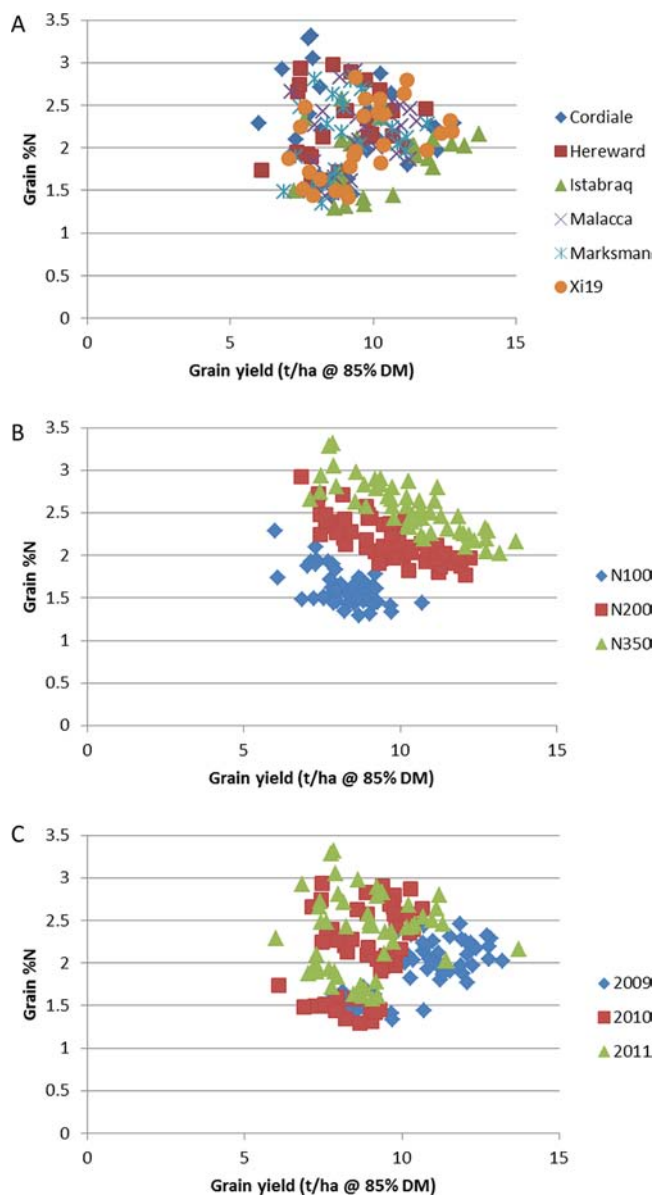 A
3.5
3
2.5
2
1.5
1
0.5
0
Grain %N
0 5 10 15
Grain yield (t/ha @ 85% DM)
Cordiale
Hereward
Istabraq
Malacca
Marksman
Xi19
B
3.5
3
2.5
2
1.5
1
0.5
0
Grain %N
0 5 10 15
Grain yield (t/ha @ 85% DM)
N100
N200
N350
C
3.5
3
2.5
2
1.5
1
0.5
0
Grain %N
0 5 10 15
Grain yield (t/ha @ 85% DM)
2009
2010
2011